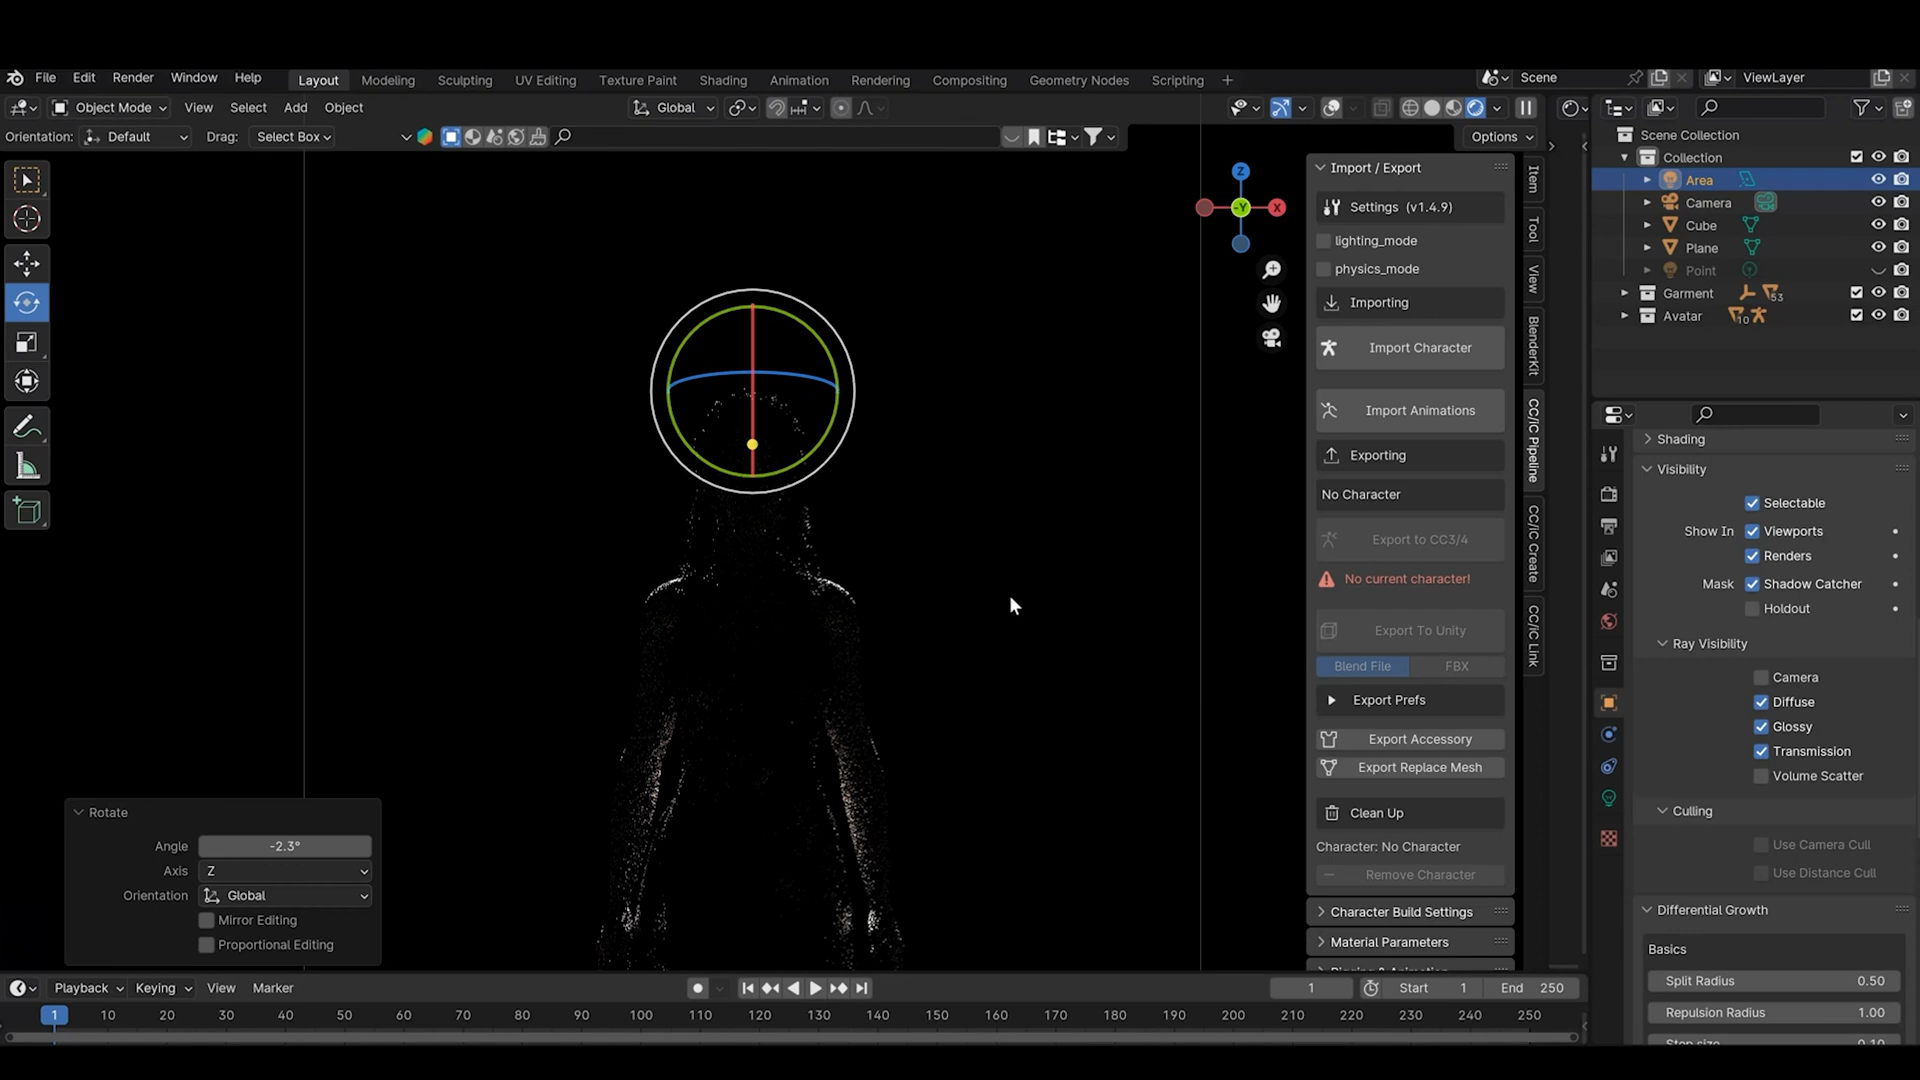 File Edit Render Window Help Layout Modeling Sculpting UV Editing Texture Paint Shading Animation Rendering Compositing Geometry Nodes Scripting + Scene ViewLayer
Object Mode View Select Add Object Global
Orientation: Default Drag: Select Box Options
Scene Collection
Collection
Area
Camera
Cube
Plane
Point
Garment 53
Avatar 10
Z
-Y
X
Import / Export
Settings (v1.4.9)
lighting_mode
physics_mode
Importing
Import Character
Import Animations
Exporting
No Character
Export to CC3/4
No current character!
Export To Unity
Blend File FBX
Export Prefs
Export Accessory
Export Replace Mesh
Clean Up
Character: No Character
Remove Character
Character Build Settings
Material Parameters
Item
Tool
View
BlenderKit
CC/iC Pipeline
CC/iC Create
CC/iC Link
Shading
Visibility
Selectable
Show In Viewports
Renders
Mask Shadow Catcher
Holdout
Ray Visibility
Camera
Diffuse
Glossy
Transmission
Volume Scatter
Culling
Use Camera Cull
Use Distance Cull
Differential Growth
Basics
Split Radius 0.50
Repulsion Radius 1.00
Rotate
Angle -2.3°
Axis Z
Orientation Global
Mirror Editing
Proportional Editing
Playback Keying View Marker 1 Start 1 End 250
1 10 20 30 40 50 60 70 80 90 100 110 120 130 140 150 160 170 180 190 200 210 220 230 240 250